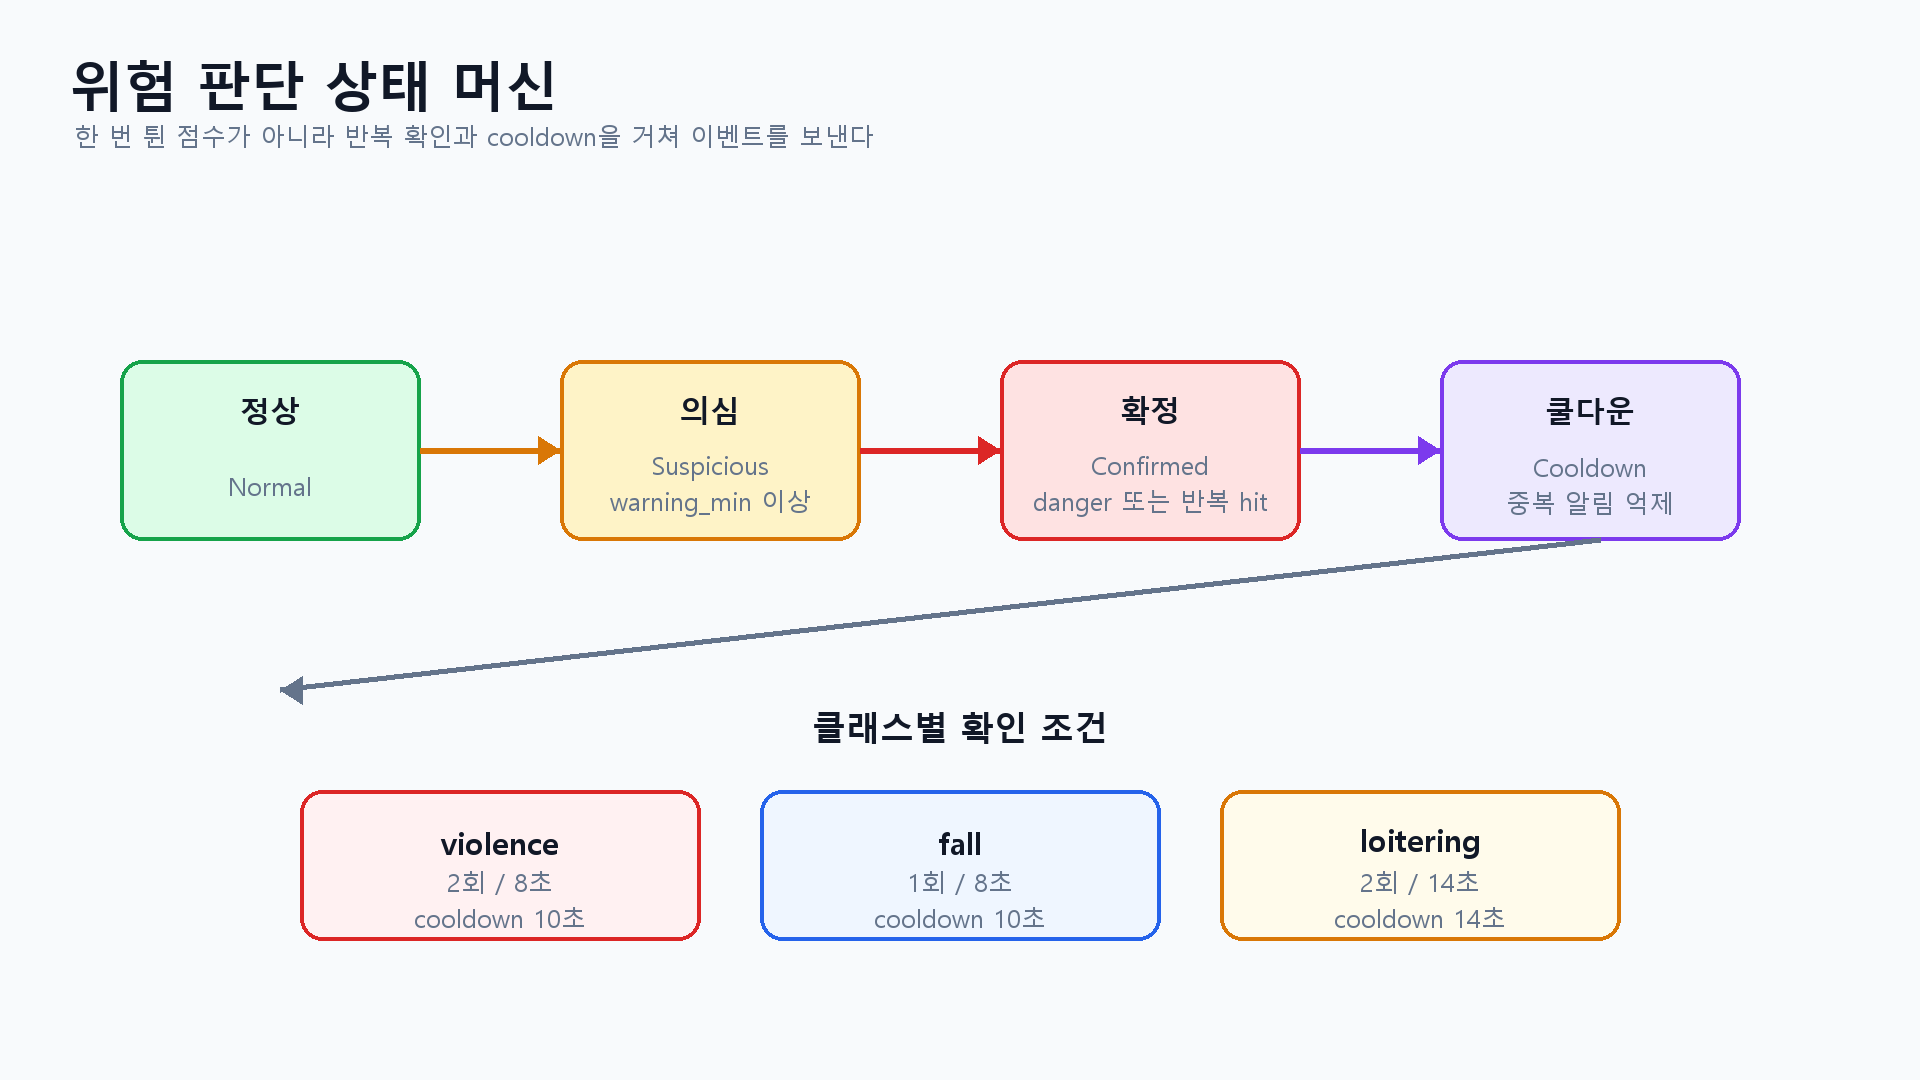 위험 판단 상태 머신
한 번 튄 점수가 아니라 반복 확인과 cooldown을 거쳐 이벤트를 보낸다
정상
Normal
의심
Suspicious
warning_min 이상
확정
Confirmed
danger 또는 반복 hit
쿨다운
Cooldown
중복 알림 억제
클래스별 확인 조건
violence
2회 / 8초
cooldown 10초
fall
1회 / 8초
cooldown 10초
loitering
2회 / 14초
cooldown 14초